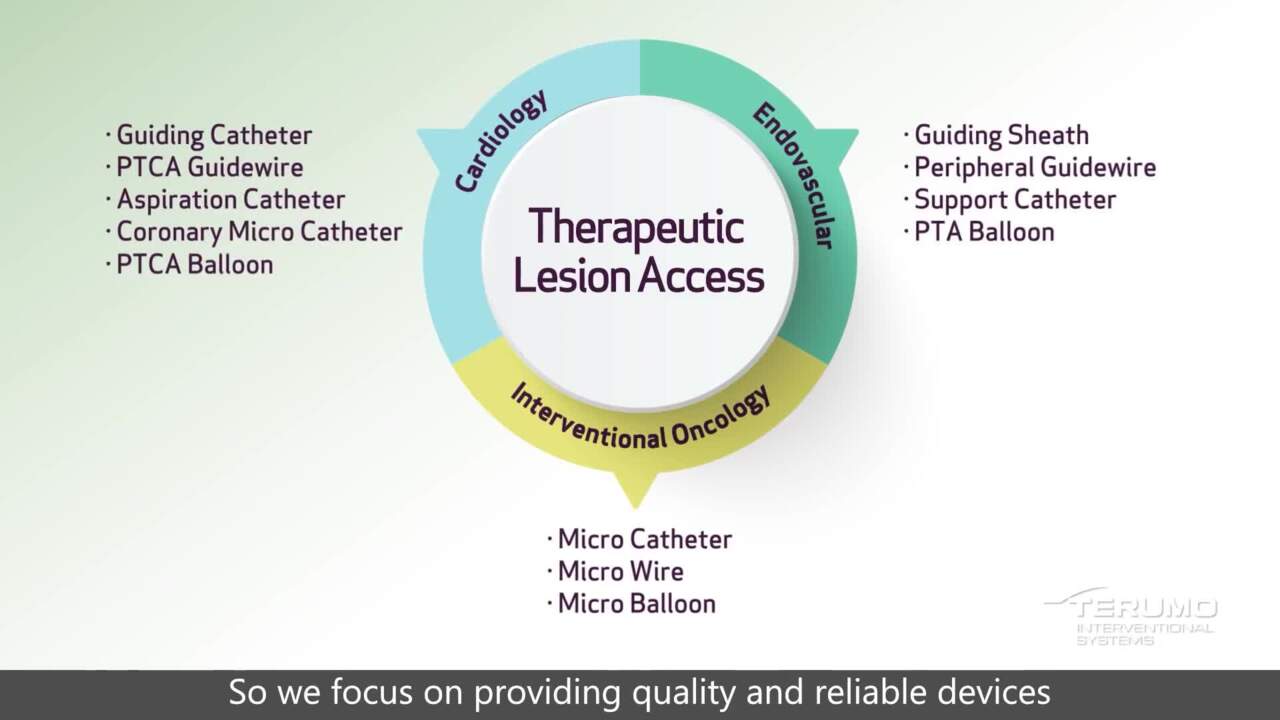 Cardiology
· Guiding Catheter
· PTCA Guidewire
· Aspiration Catheter
· Coronary Micro Catheter
· PTCA Balloon
Therapeutic
Lesion Access
Endovascular
· Guiding Sheath
· Peripheral Guidewire
· Support Catheter
· PTA Balloon
Interventional Oncology
· Micro Catheter
· Micro Wire
· Micro Balloon
TERUMO
INTERVENTIONAL
SYSTEMS
So we focus on providing quality and reliable devices